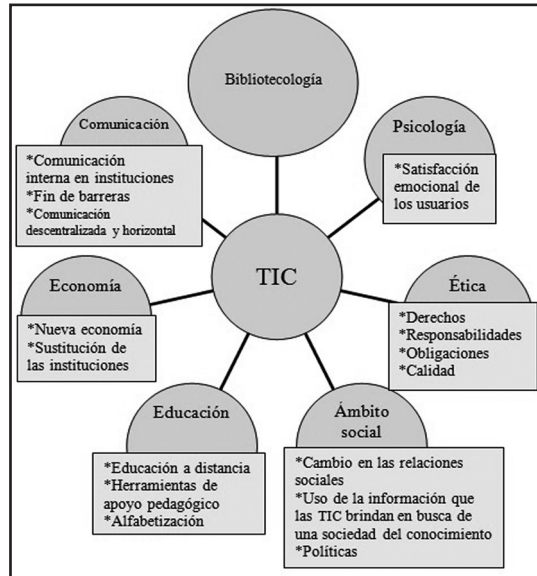 Bibliotecología
Comunicación
*Comunicación
interna en instituciones
*Fin de barreras
*Comunicación
descentralizada y horizontal
Psicología
*Satisfacción
emocional de
los usuarios
TIC
Economía
*Nueva economía
*Sustitución de
las instituciones
Ética
*Derechos
*Responsabilidades
*Obligaciones
*Calidad
Educación
*Educación a distancia
*Herramientas de
apoyo pedagógico
*Alfabetización
Ámbito
social
*Cambio en las relaciones
sociales
*Uso de la información que
las TIC brindan en busca de
una sociedad del conocimiento
*Políticas